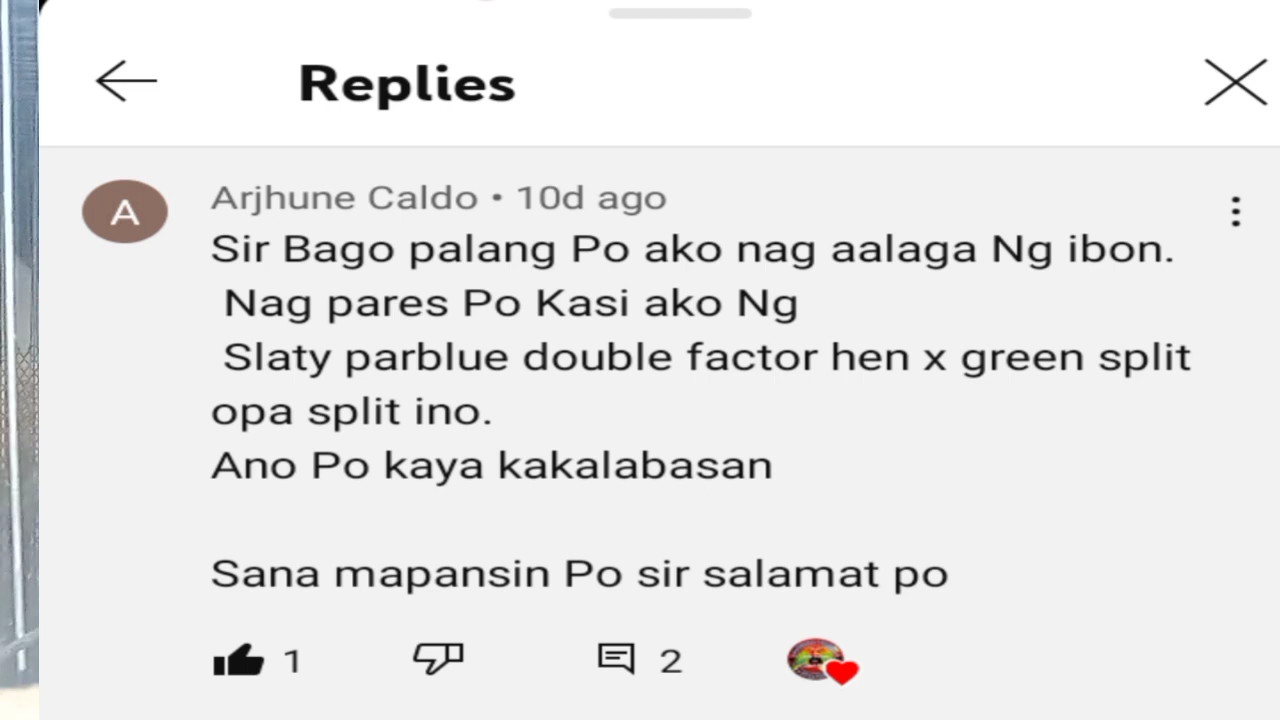 Replies
A
Arjhune Caldo • 10d ago
Sir Bago palang Po ako nag aalaga Ng ibon.
Nag pares Po Kasi ako Ng
Slaty parblue double factor hen x green split
opa split ino.
Ano Po kaya kakalabasan
Sana mapansin Po sir salamat po
1 2